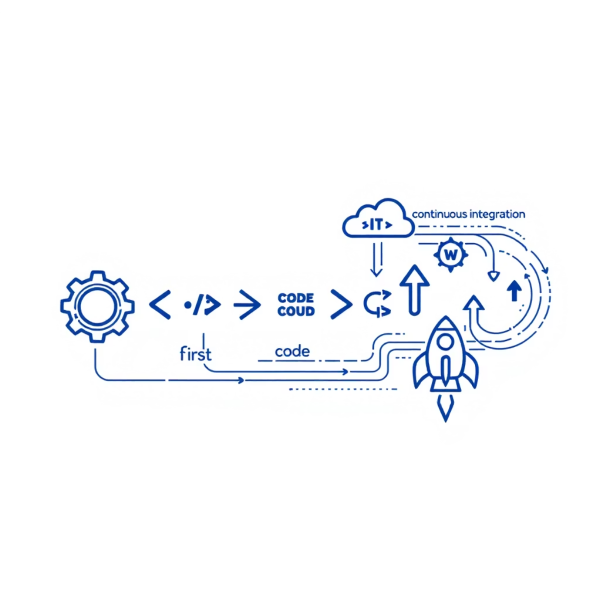 >IT>
continuous integration
W
CODE
COUD
first
code